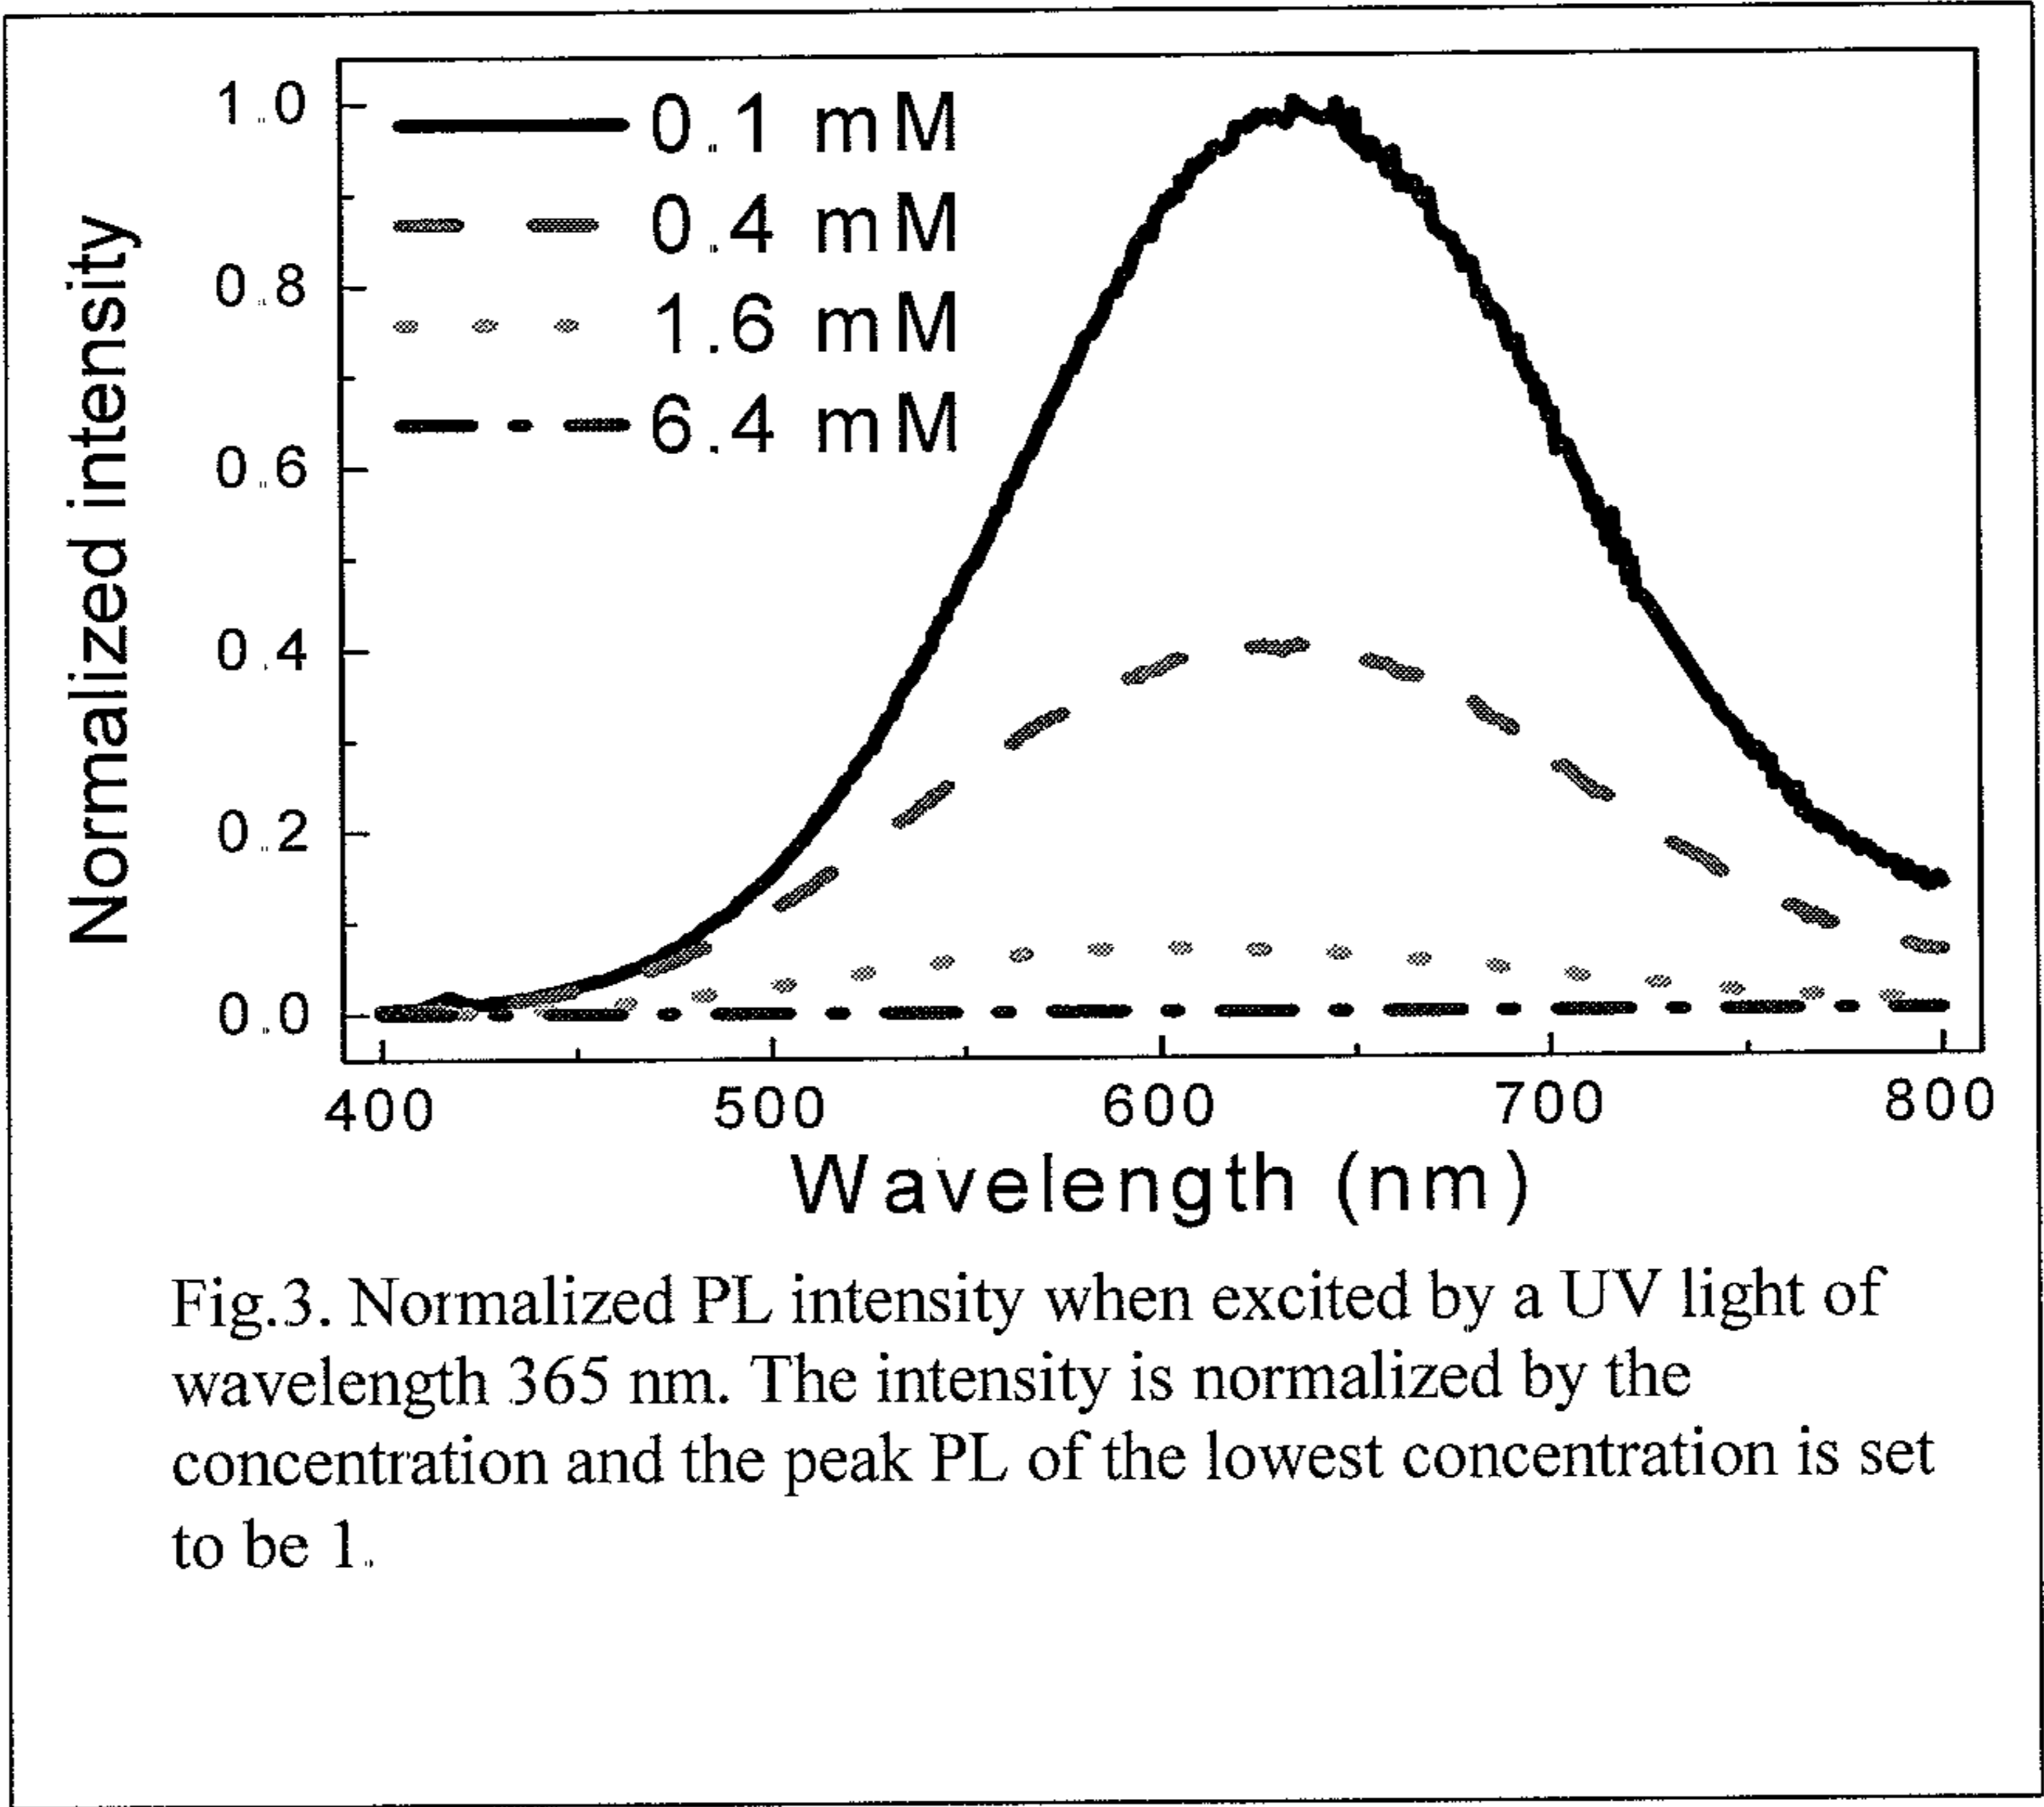 Normalized intensity
1.0
0.8
0.6
0.4
0.2
0.0
0.1 mM
0.4 mM
1.6 mM
6.4 mM
400 500 600 700 800
Wavelength (nm)
Fig.3. Normalized PL intensity when excited by a UV light of
wavelength 365 nm. The intensity is normalized by the
concentration and the peak PL of the lowest concentration is set
to be 1.